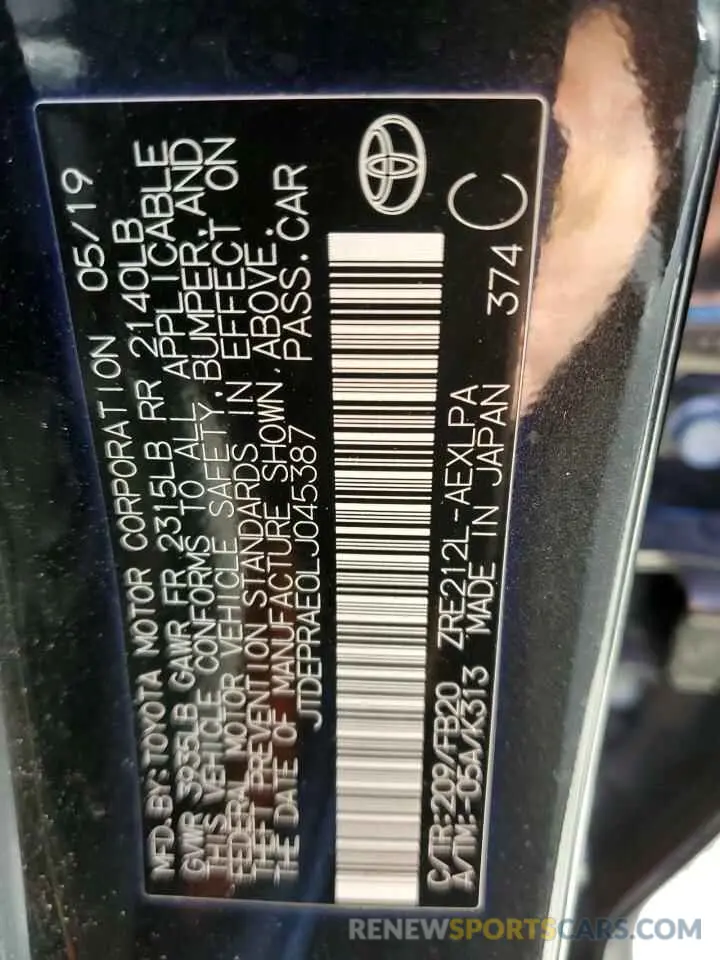 MFD.BY:TOYOTA MOTOR CORPORATION 05/19
GVWR 3935LB GAWR FR 2315LB RR 2140LB
THIS VEHICLE CONFORMS TO ALL APPLICABLE
FEDERAL MOTOR VEHICLE SAFETY,BUMPER,AND
THEFT PREVENTION STANDARDS IN EFFECT ON
THE DATE OF MANUFACTURE SHOWN ABOVE.
JTDEPRAE0LJ045387 PASS.CAR
C/TR:209/FB20 ZRE212L-AEXLPA 374 C
A/TM:-05A/K313 MADE IN JAPAN
RENEWSPORTSCARS.COM